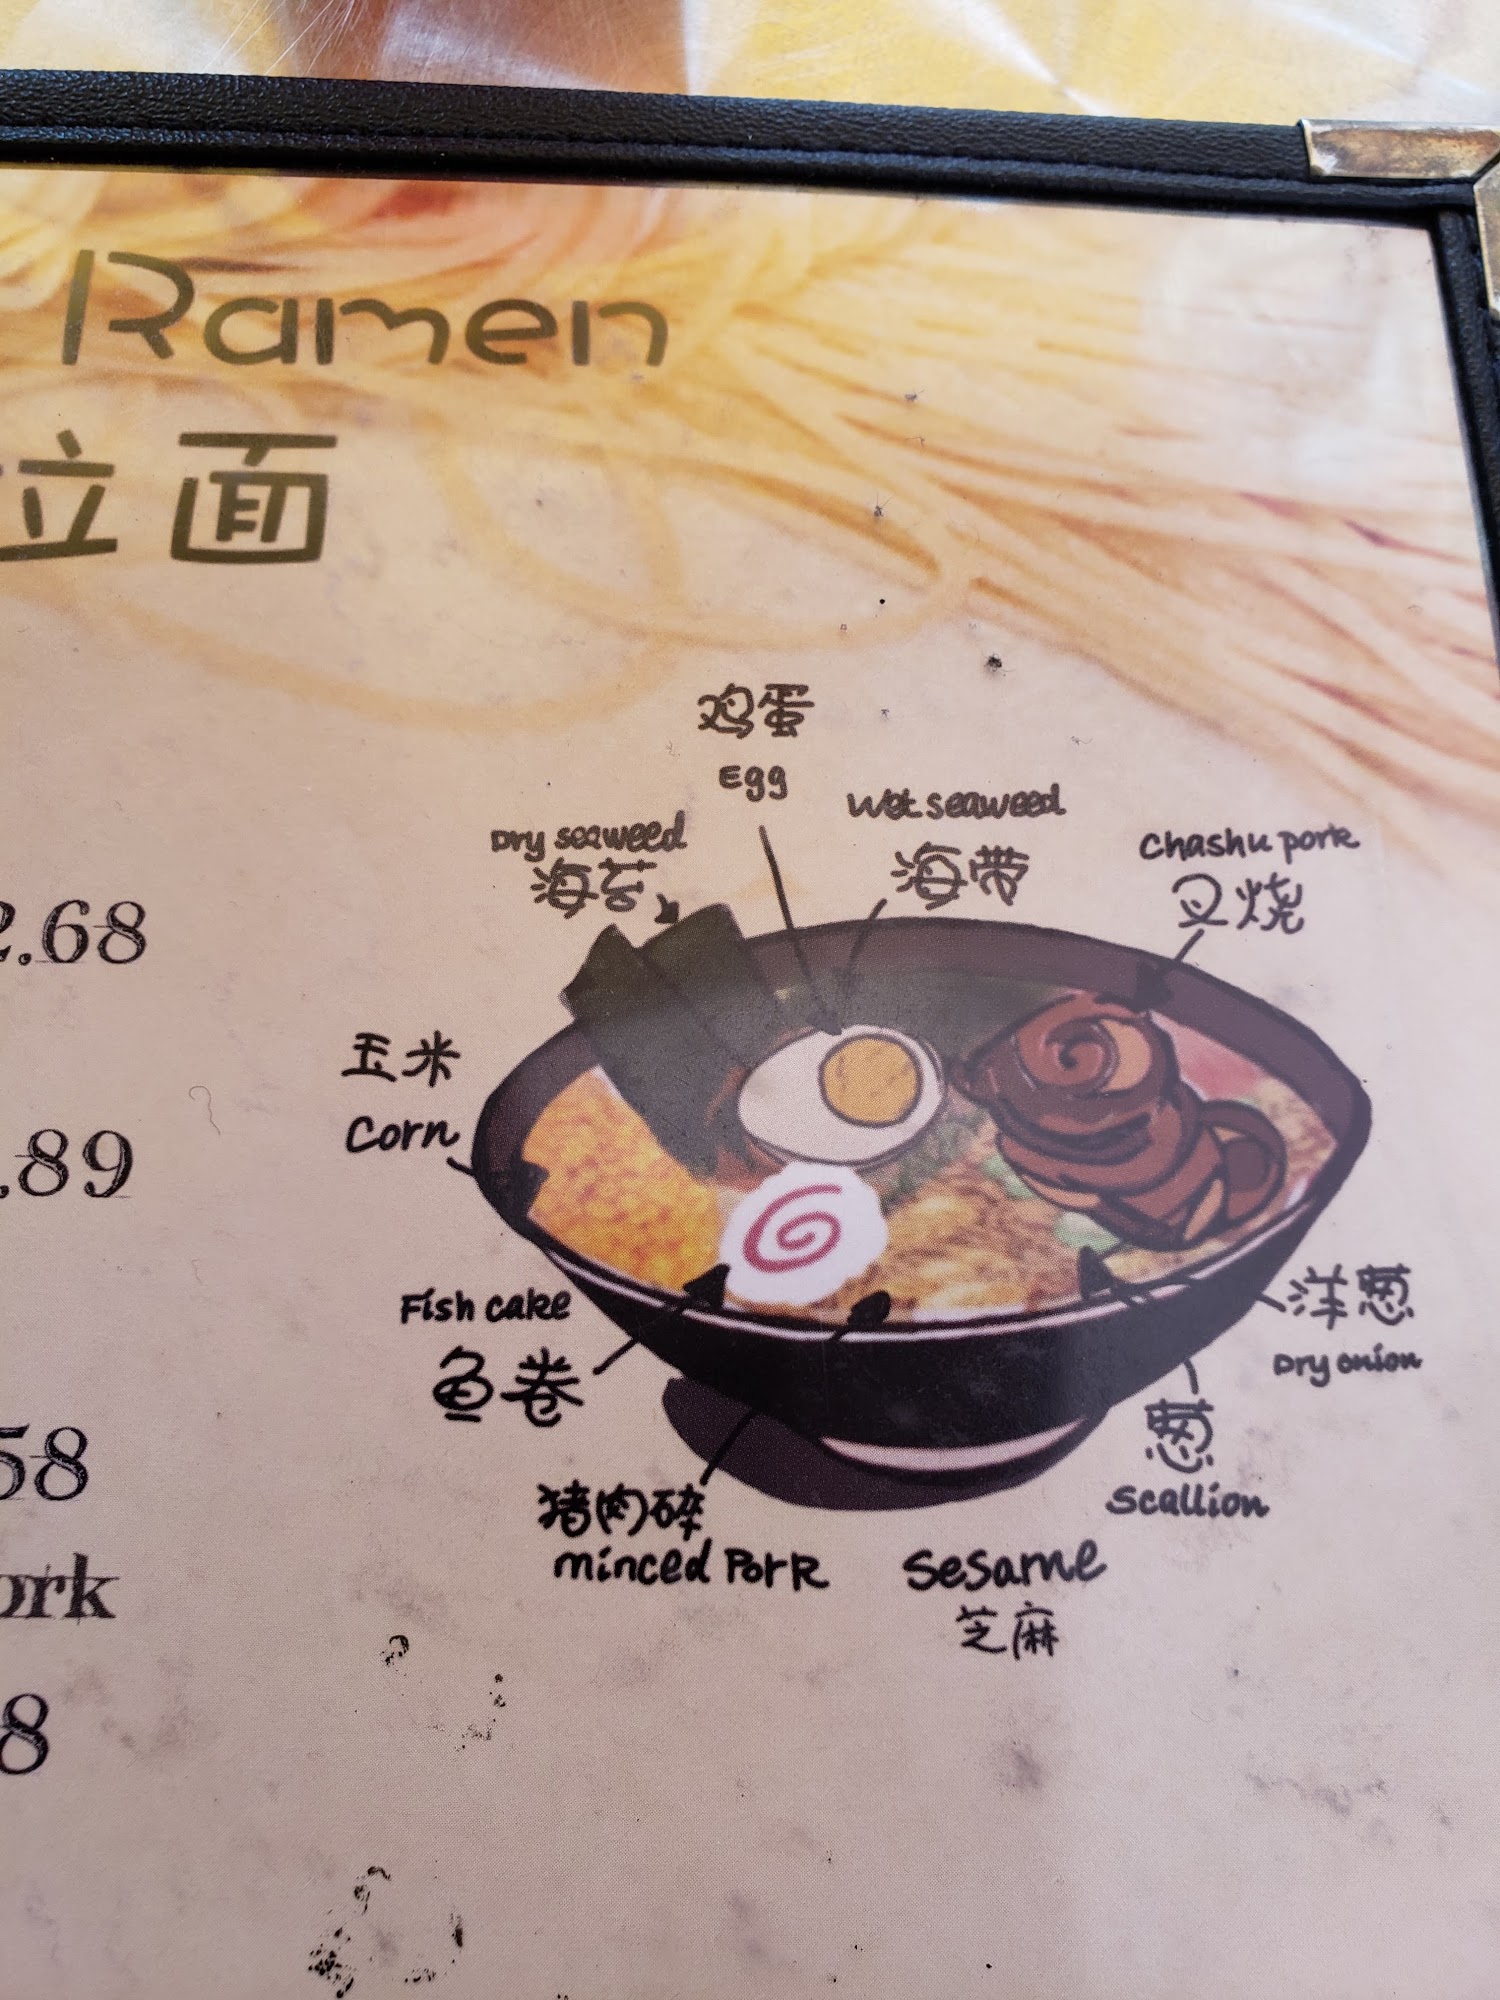 Ramen
拉面
鸡蛋
Egg
Wet seaweed
海带
Dry seaweed
海苔
Chashu pork
叉烧
.68
玉米
Corn
.89
Fish cake
鱼卷
洋葱
Dry onion
葱
Scallion
58
猪肉碎
minced Pork
Sesame
芝麻
ork
8